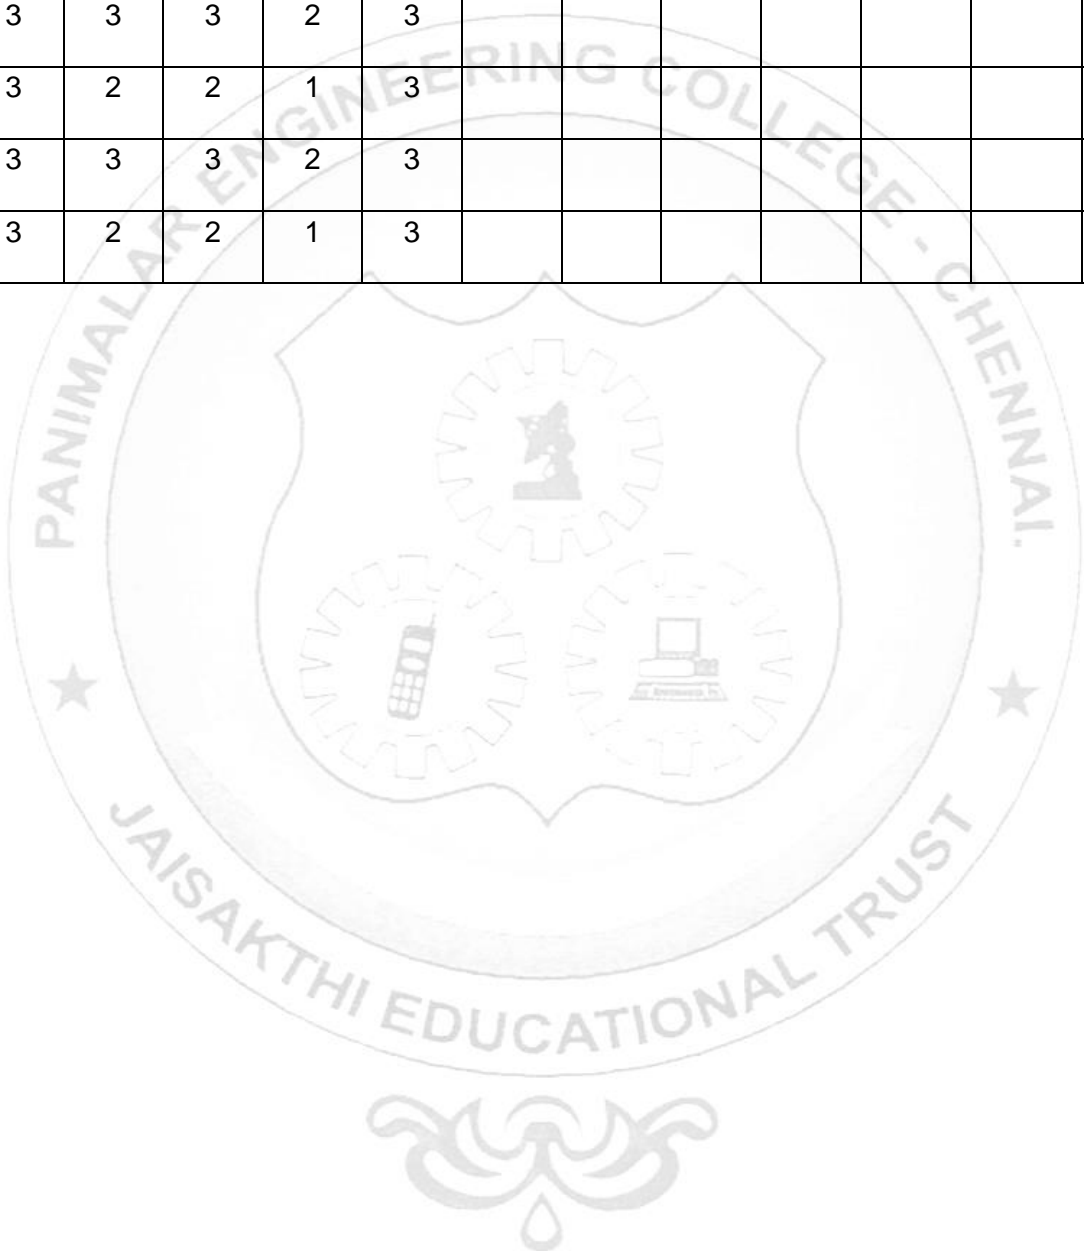 3 3 3 2 3
3 2 2 1 3
3 3 3 2 3
3 2 2 1 3
PANIMALAR ENGINEERING COLLEGE - CHENNAI.
JAISAKTHI EDUCATIONAL TRUST